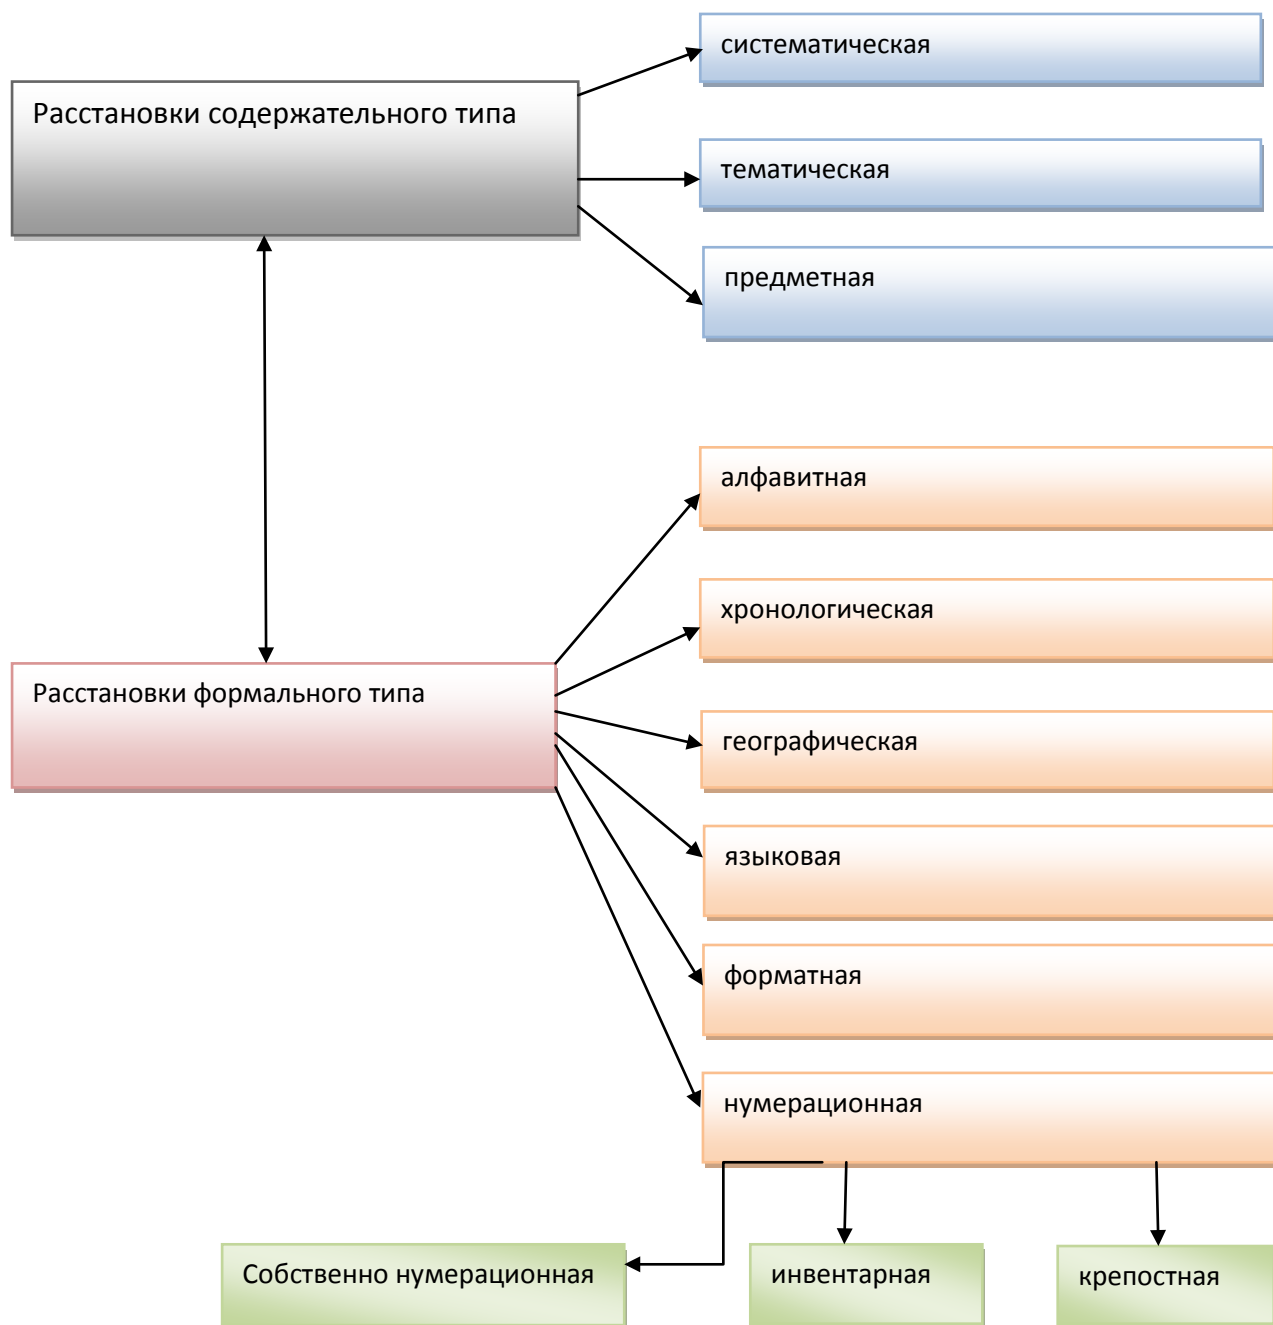 систематическая
Расстановки содержательного типа
тематическая
предметная
алфавитная
хронологическая
Расстановки формального типа
географическая
языковая
форматная
нумерационная
Собственно нумерационная
инвентарная
крепостная